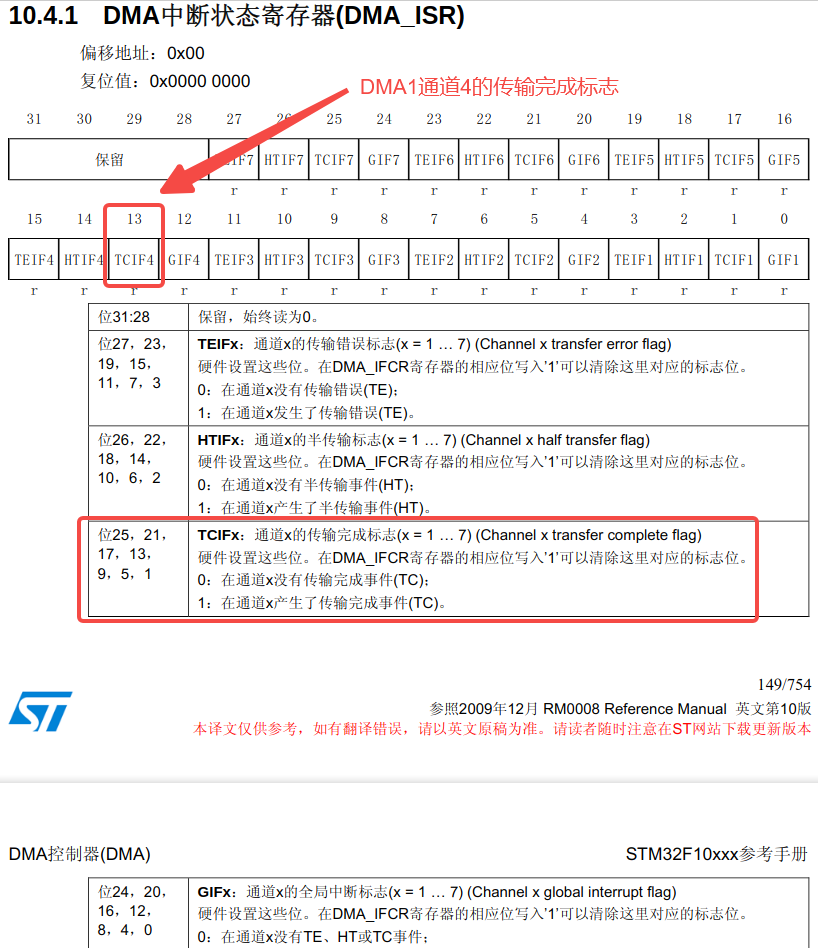 10.4.1 DMA中断状态寄存器(DMA_ISR)
偏移地址：0x00
复位值：0x0000 0000
DMA1通道4的传输完成标志
31 30 29 28 27 26 25 24 23 22 21 20 19 18 17 16
保留 TEIF7 HTIF7 TCIF7 GIF7 TEIF6 HTIF6 TCIF6 GIF6 TEIF5 HTIF5 TCIF5 GIF5
r r r r r r r r r r r r
15 14 13 12 11 10 9 8 7 6 5 4 3 2 1 0
TEIF4 HTIF4 TCIF4 GIF4 TEIF3 HTIF3 TCIF3 GIF3 TEIF2 HTIF2 TCIF2 GIF2 TEIF1 HTIF1 TCIF1 GIF1
r r r r r r r r r r r r r r r r
位31:28 保留，始终读为0。
位27，23，
19，15，
11，7，3
TEIFx：通道x的传输错误标志(x = 1 … 7) (Channel x transfer error flag)
硬件设置这些位。在DMA_IFCR寄存器的相应位写入’1’可以清除这里对应的标志位。
0：在通道x没有传输错误(TE)；
1：在通道x发生了传输错误(TE)。
位26，22，
18，14，
10，6，2
HTIFx：通道x的半传输标志(x = 1 … 7) (Channel x half transfer flag)
硬件设置这些位。在DMA_IFCR寄存器的相应位写入’1’可以清除这里对应的标志位。
0：在通道x没有半传输事件(HT)；
1：在通道x产生了半传输事件(HT)。
位25，21，
17，13，
9，5，1
TCIFx：通道x的传输完成标志(x = 1 … 7) (Channel x transfer complete flag)
硬件设置这些位。在DMA_IFCR寄存器的相应位写入’1’可以清除这里对应的标志位。
0：在通道x没有传输完成事件(TC)；
1：在通道x产生了传输完成事件(TC)。
149/754
ST
参照2009年12月 RM0008 Reference Manual 英文第10版
本译文仅供参考，如有翻译错误，请以英文原稿为准。请读者随时注意在ST网站下载更新版本
DMA控制器(DMA) STM32F10xxx参考手册
位24，20，
16，12，
8，4，0
GIFx：通道x的全局中断标志(x = 1 … 7) (Channel x global interrupt flag)
硬件设置这些位。在DMA_IFCR寄存器的相应位写入’1’可以清除这里对应的标志位。
0：在通道x没有TE、HT或TC事件；